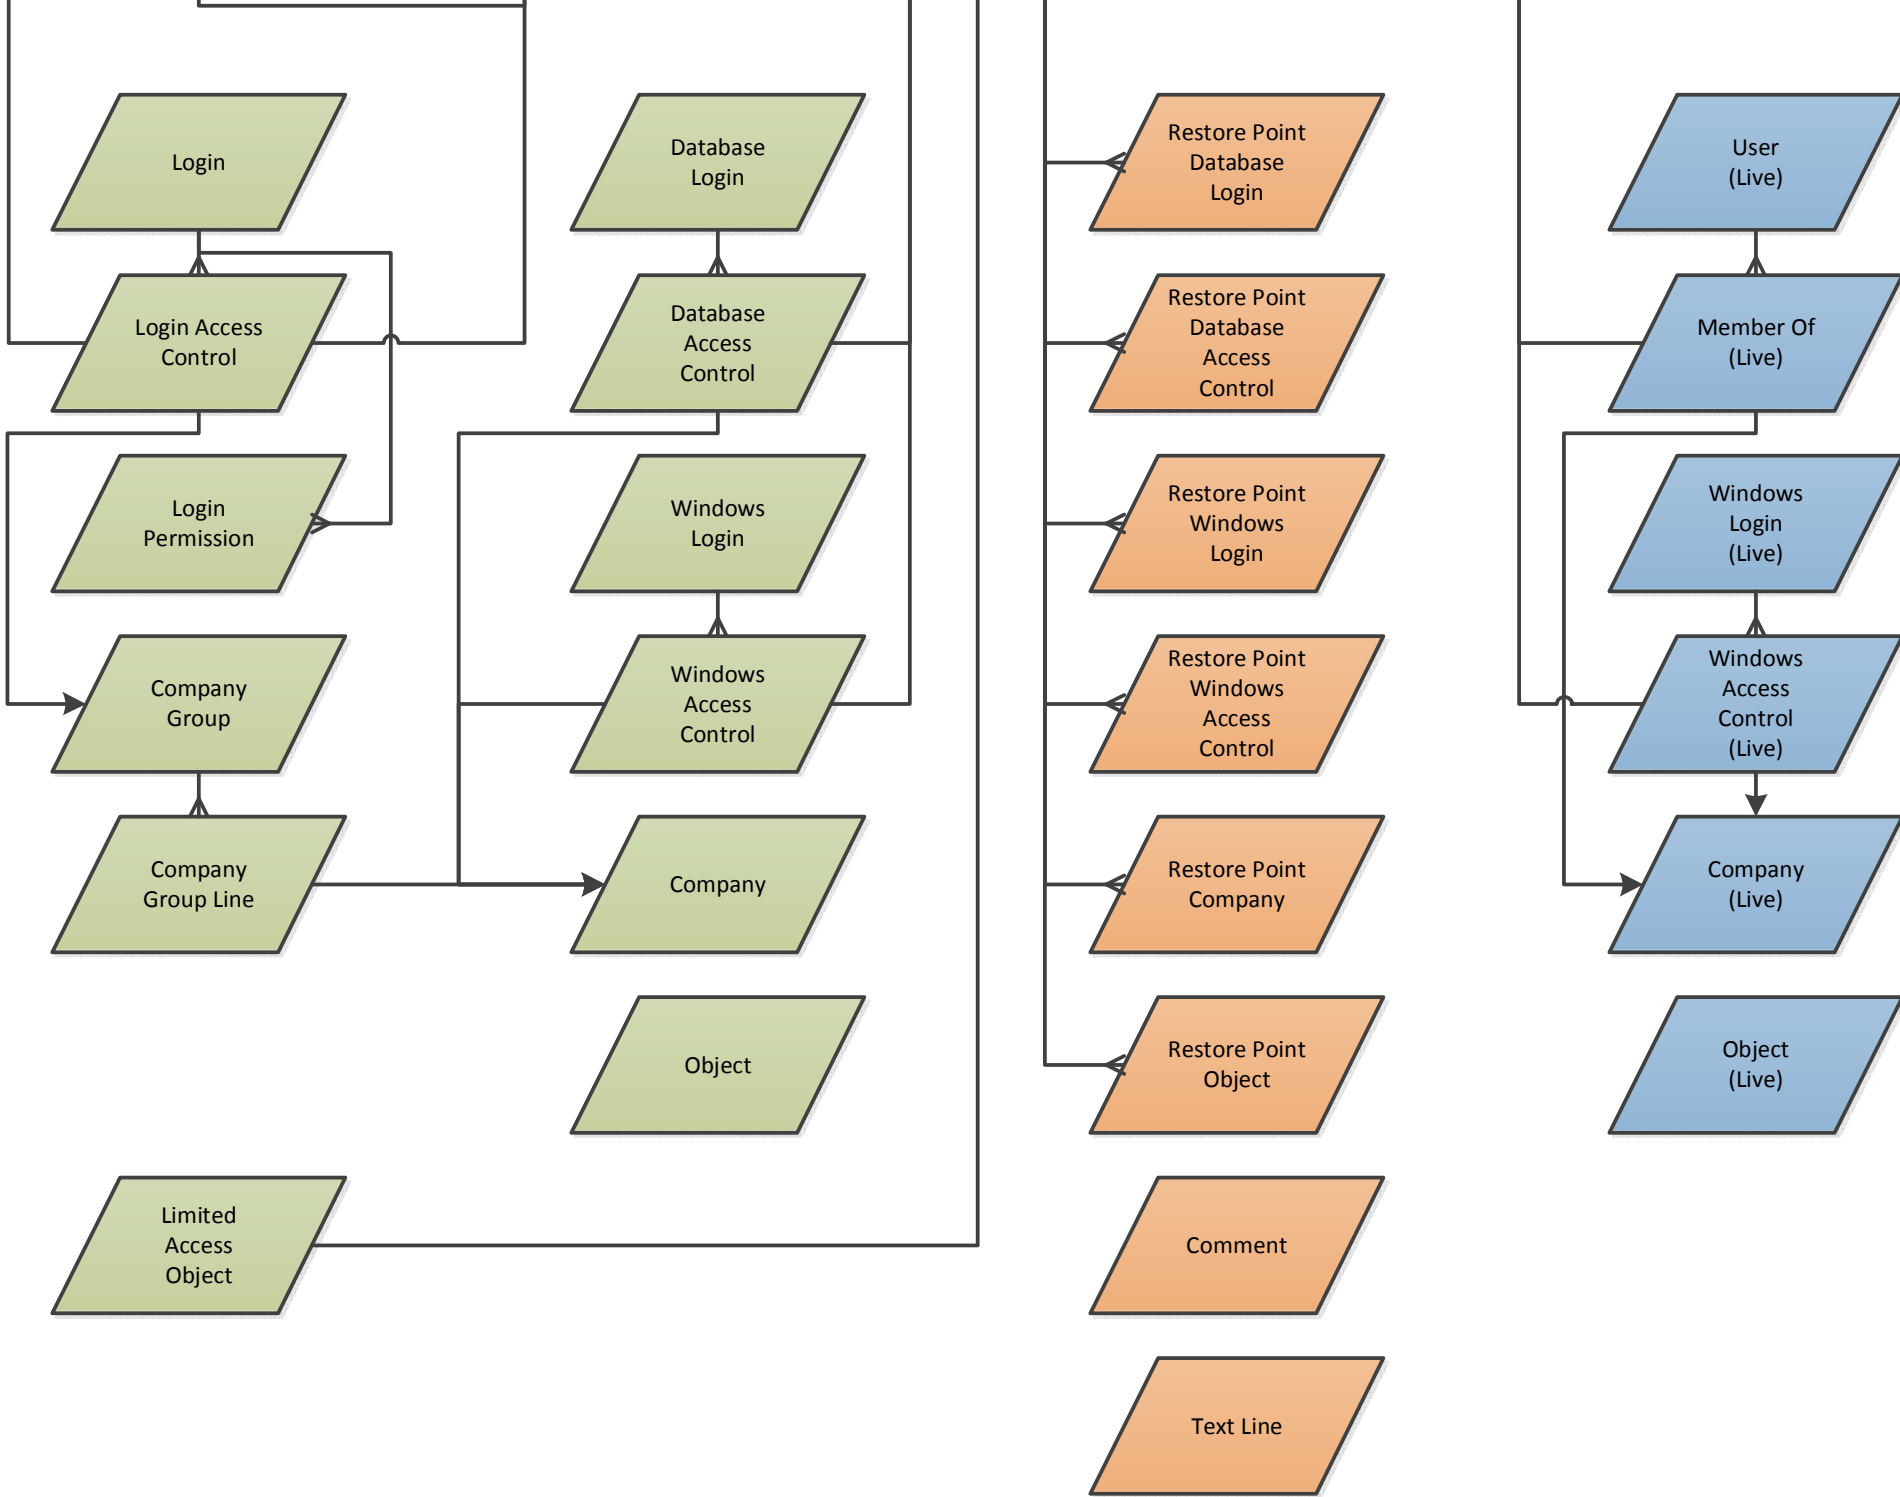 Login
Database
Login
Restore Point
Database
Login
User
(Live)
Login Access
Control
Database
Access
Control
Restore Point
Database
Access
Control
Member Of
(Live)
Login
Permission
Windows
Login
Restore Point
Windows
Login
Windows
Login
(Live)
Company
Group
Windows
Access
Control
Restore Point
Windows
Access
Control
Windows
Access
Control
(Live)
Company
Group Line
Company
Restore Point
Company
Company
(Live)
Object
Restore Point
Object
Object
(Live)
Limited
Access
Object
Comment
Text Line